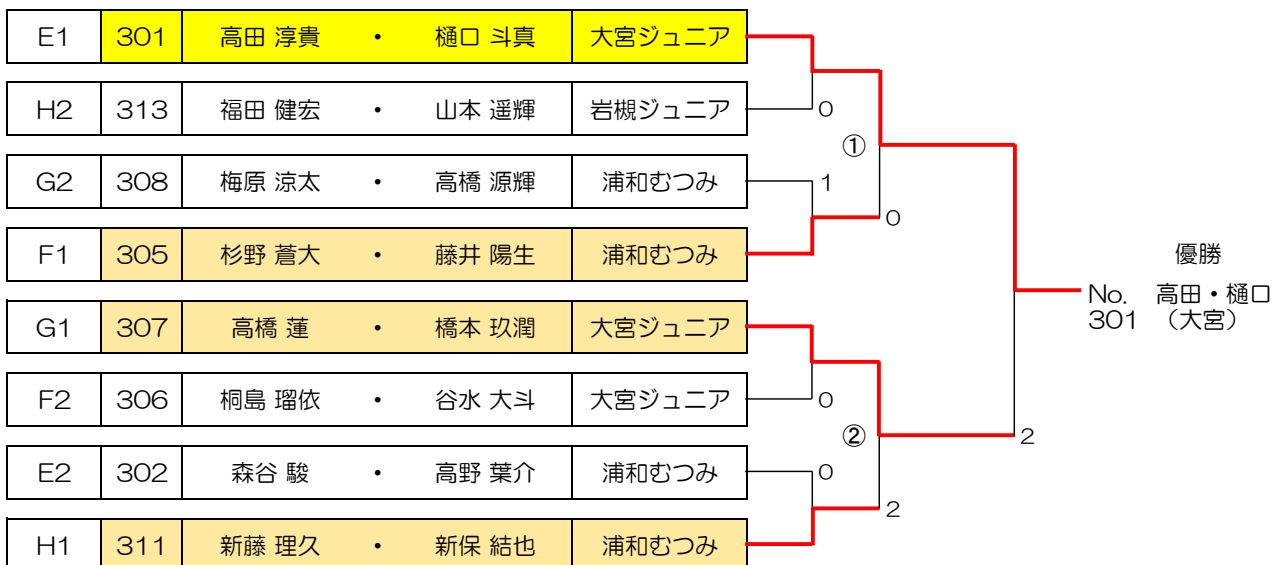 E1 301 高田 淳貴 ・ 樋口 斗真 大宮ジュニア
H2 313 福田 健宏 ・ 山本 遥輝 岩槻ジュニア
0
①
G2 308 梅原 涼太 ・ 高橋 源輝 浦和むつみ
1
0
F1 305 杉野 蒼大 ・ 藤井 陽生 浦和むつみ
優勝
No. 高田・樋口
301 （大宮）
G1 307 高橋 蓮 ・ 橋本 玖潤 大宮ジュニア
F2 306 桐島 瑠依 ・ 谷水 大斗 大宮ジュニア
0
②
2
E2 302 森谷 駿 ・ 高野 葉介 浦和むつみ
0
2
H1 311 新藤 理久 ・ 新保 結也 浦和むつみ